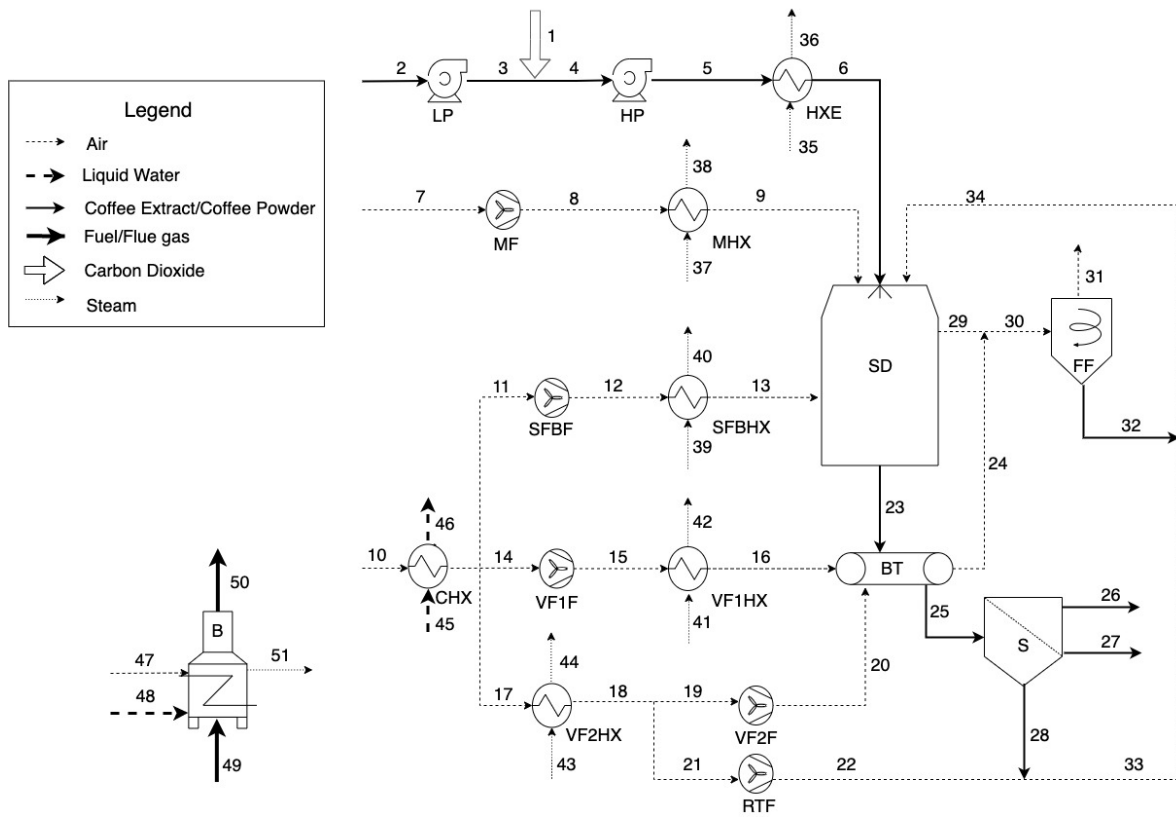 1
36
2
3
4
5
6
LP
HP
HXE
35
Legend
Air
Liquid Water
Coffee Extract/Coffee Powder
Fuel/Flue gas
Carbon Dioxide
Steam
38
7
8
9
34
MF
MHX
37
31
29
30
SD
FF
40
11
12
13
SFBF
SFBHX
39
32
24
23
46
42
10
14
15
16
BT
CHX
VF1F
VF1HX
45
41
25
26
S
27
50
B
51
47
48
49
44
20
17
18
19
VF2HX
VF2F
43
28
21
22
33
RTF